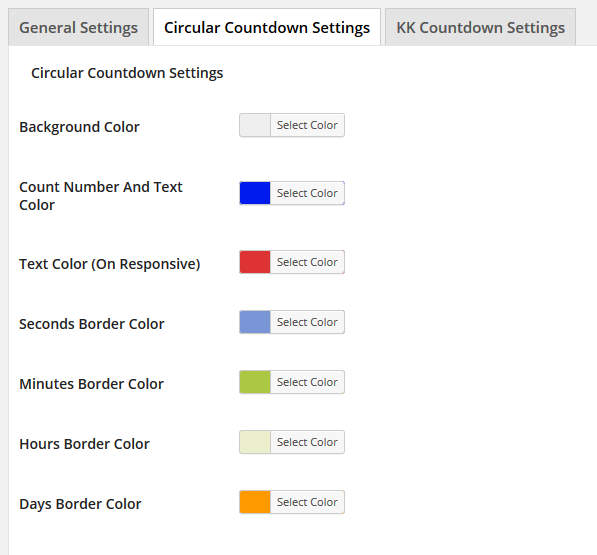 General Settings Circular Countdown Settings KK Countdown Settings
Circular Countdown Settings
Background Color Select Color
Count Number And Text
Color Select Color
Text Color (On Responsive) Select Color
Seconds Border Color Select Color
Minutes Border Color Select Color
Hours Border Color Select Color
Days Border Color Select Color